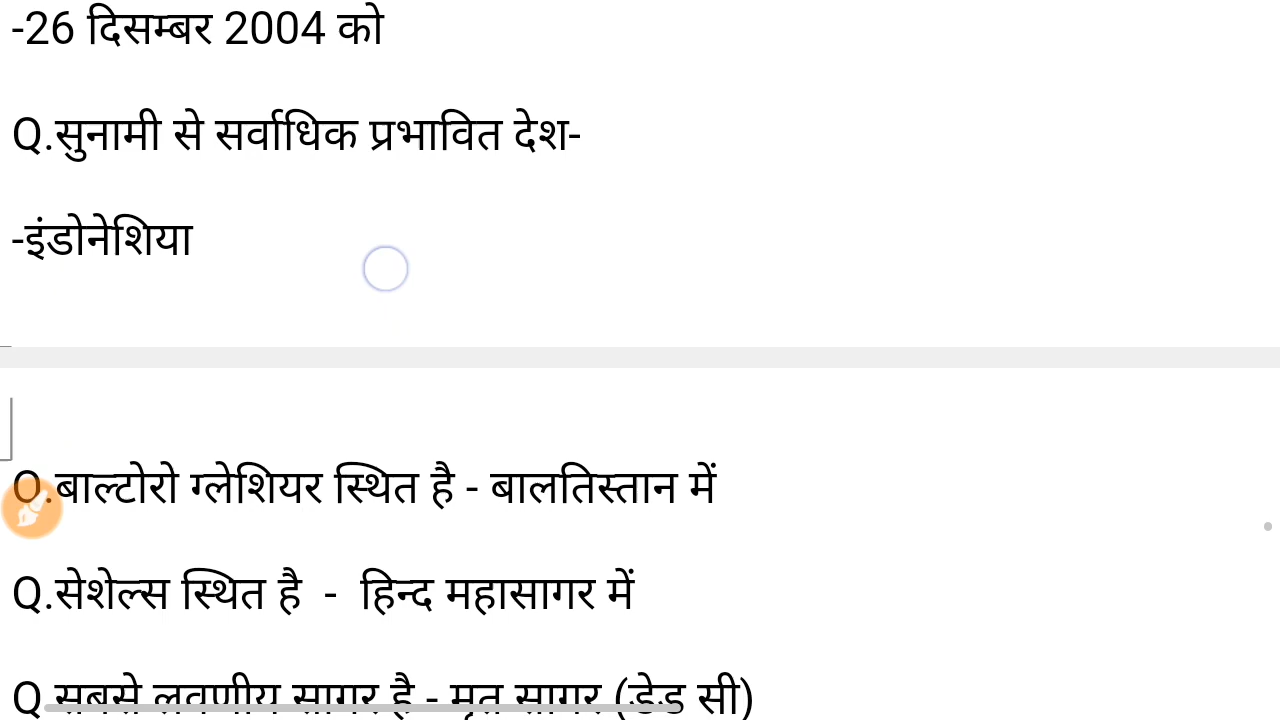 -26 दिसम्बर 2004 को
Q.सुनामी से सर्वाधिक प्रभावित देश-
-इंडोनेशिया
Q.बाल्टोरो ग्लेशियर स्थित है - बालतिस्तान में
Q.सेशेल्स स्थित है - हिन्द महासागर में
Q सबसे लवणीय सागर है - मृत सागर (डेड सी)